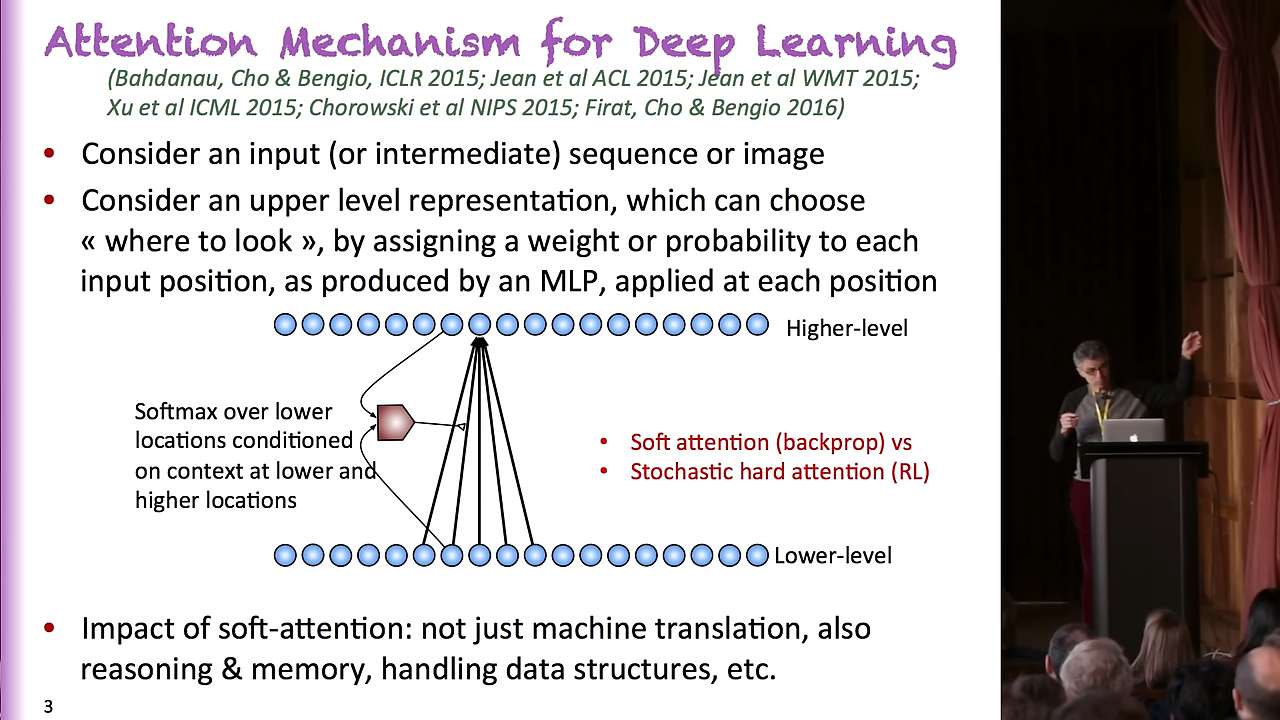 Attention Mechanism for Deep Learning
(Bahdanau, Cho & Bengio, ICLR 2015; Jean et al ACL 2015; Jean et al WMT 2015;
Xu et al ICML 2015; Chorowski et al NIPS 2015; Firat, Cho & Bengio 2016)
• Consider an input (or intermediate) sequence or image
• Consider an upper level representation, which can choose
« where to look », by assigning a weight or probability to each
input position, as produced by an MLP, applied at each position
Higher-level
Softmax over lower
locations conditioned
on context at lower and
higher locations
• Soft attention (backprop) vs
• Stochastic hard attention (RL)
Lower-level
• Impact of soft-attention: not just machine translation, also
reasoning & memory, handling data structures, etc.
3